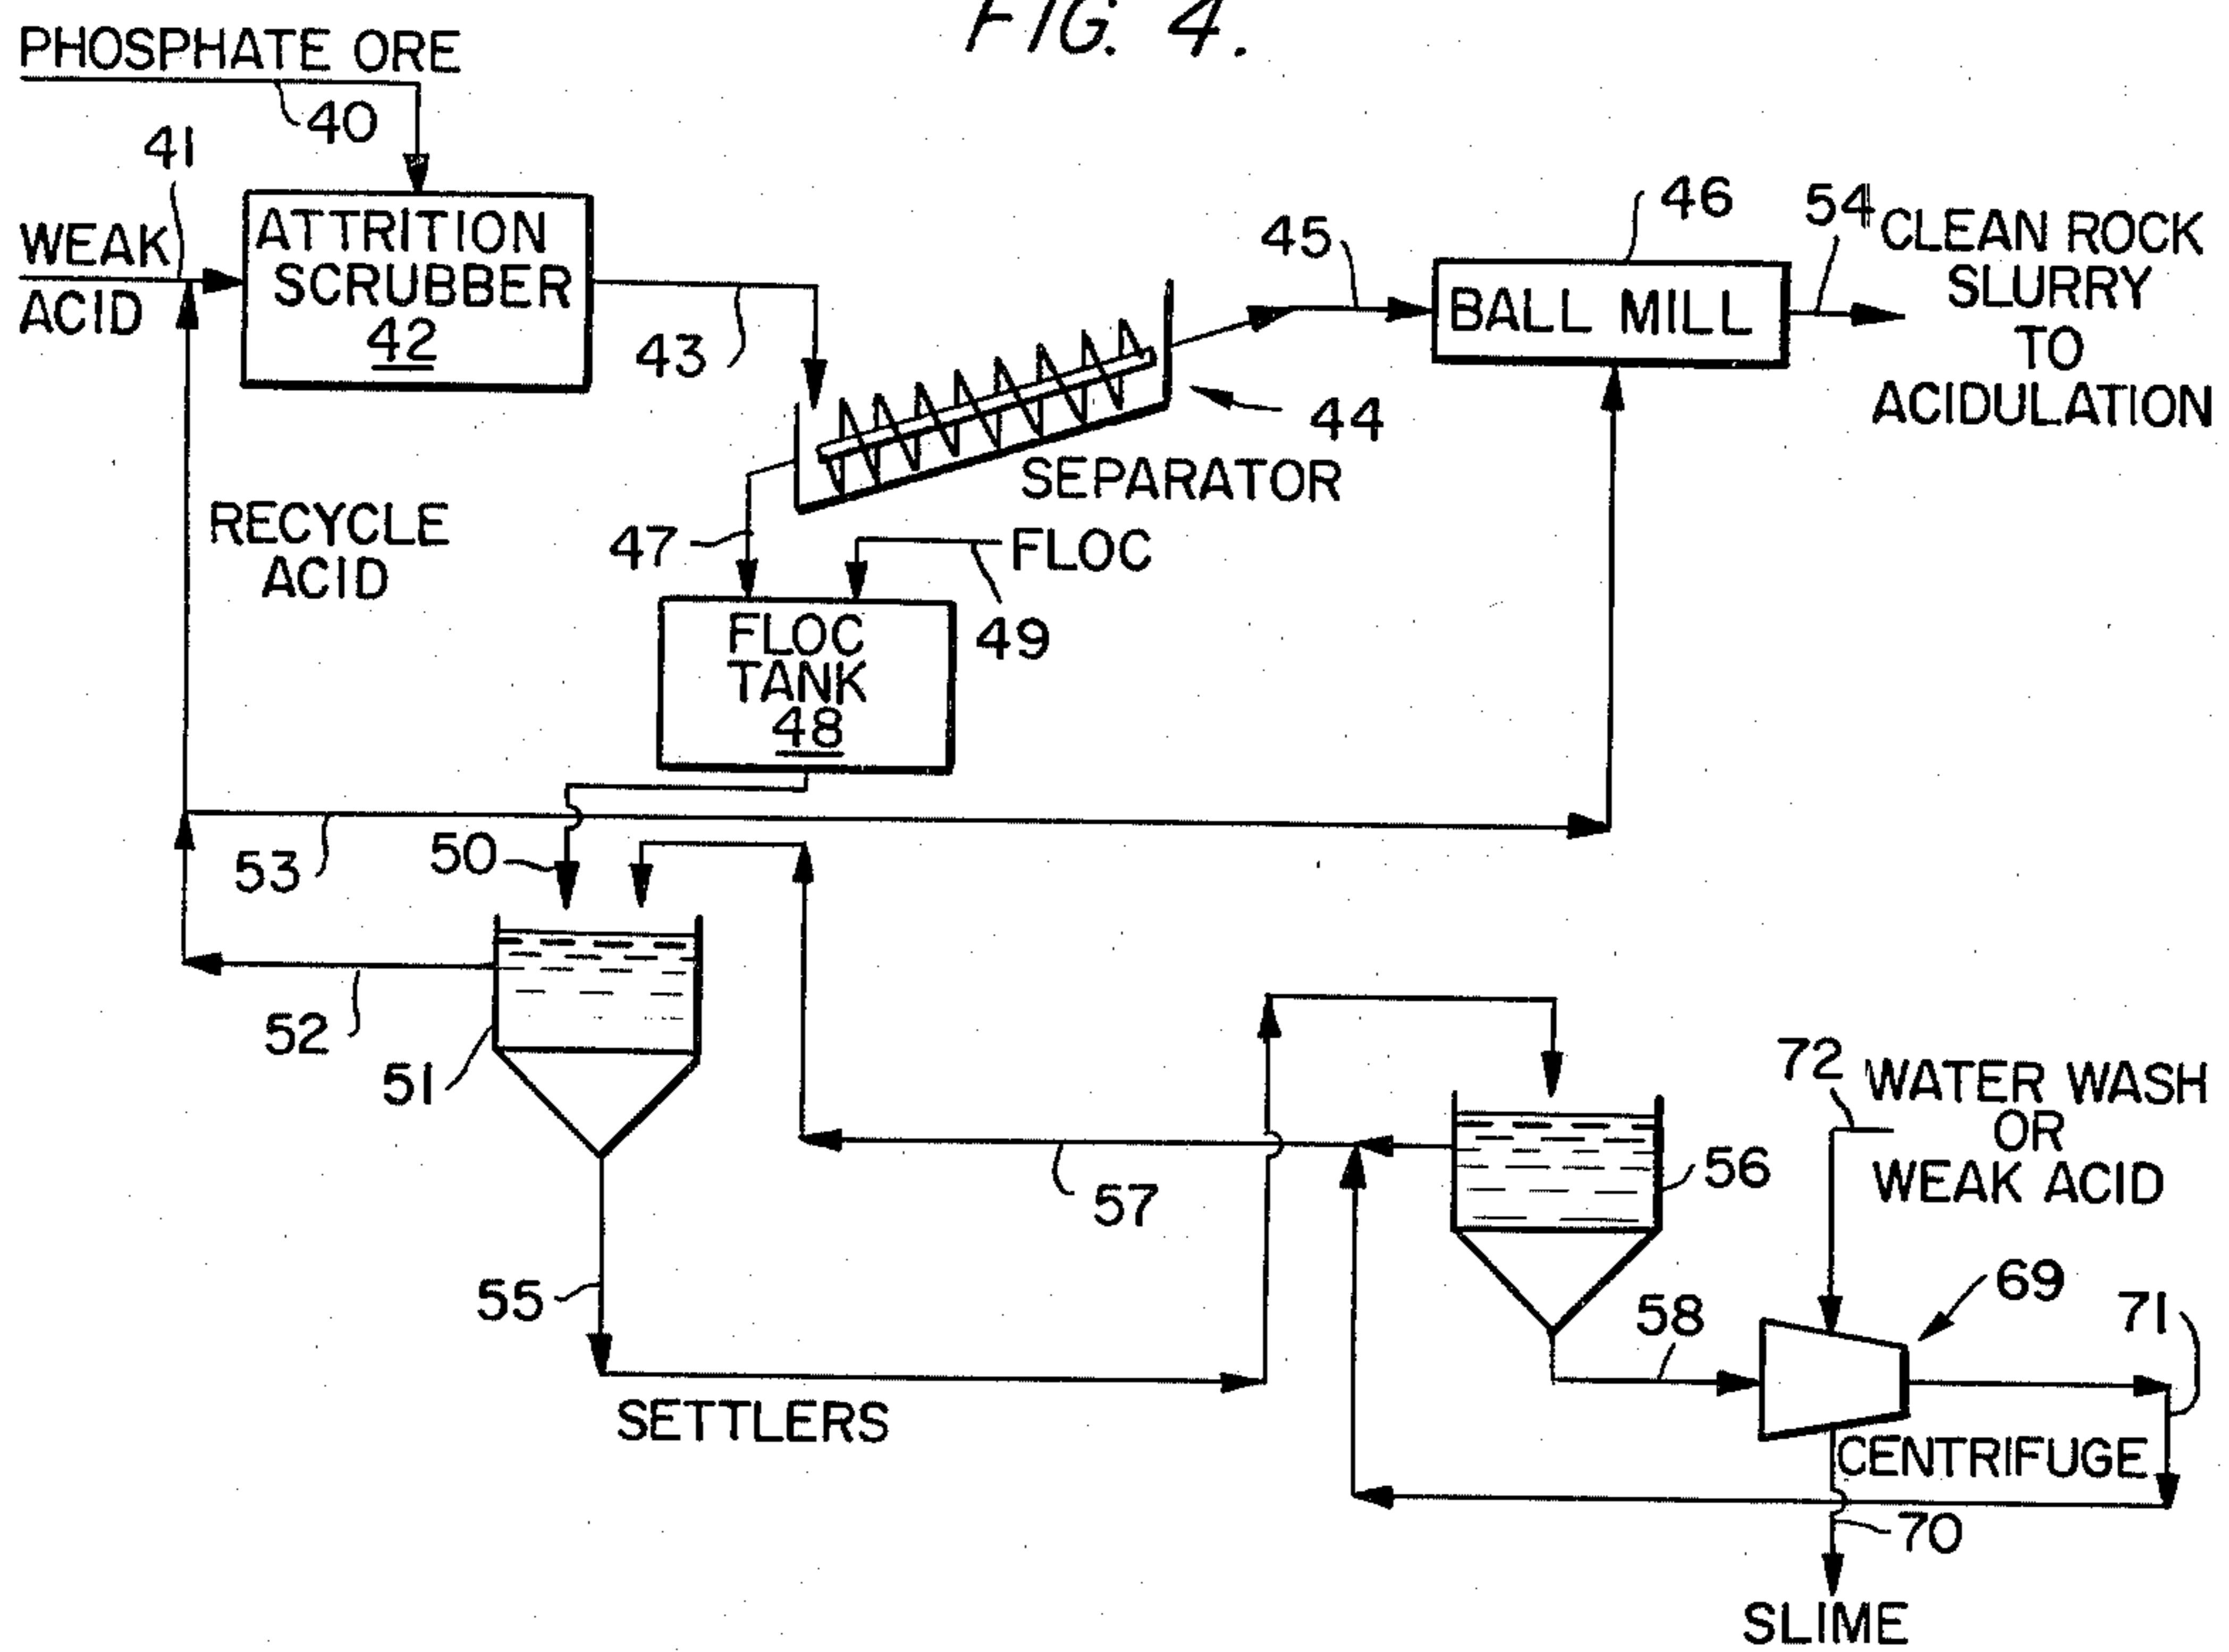 FIG. 4.
PHOSPHATE ORE
40
41
WEAK
ACID
ATTRITION
SCRUBBER
42
43
RECYCLE
ACID
44
SEPARATOR
45
46
BALL MILL
54
CLEAN ROCK
SLURRY
TO
ACIDULATION
47
FLOC
49
FLOC
TANK
48
53
50
52
51
55
SETTLERS
57
56
72
WATER WASH
OR
WEAK ACID
58
69
71
CENTRIFUGE
70
SLIME